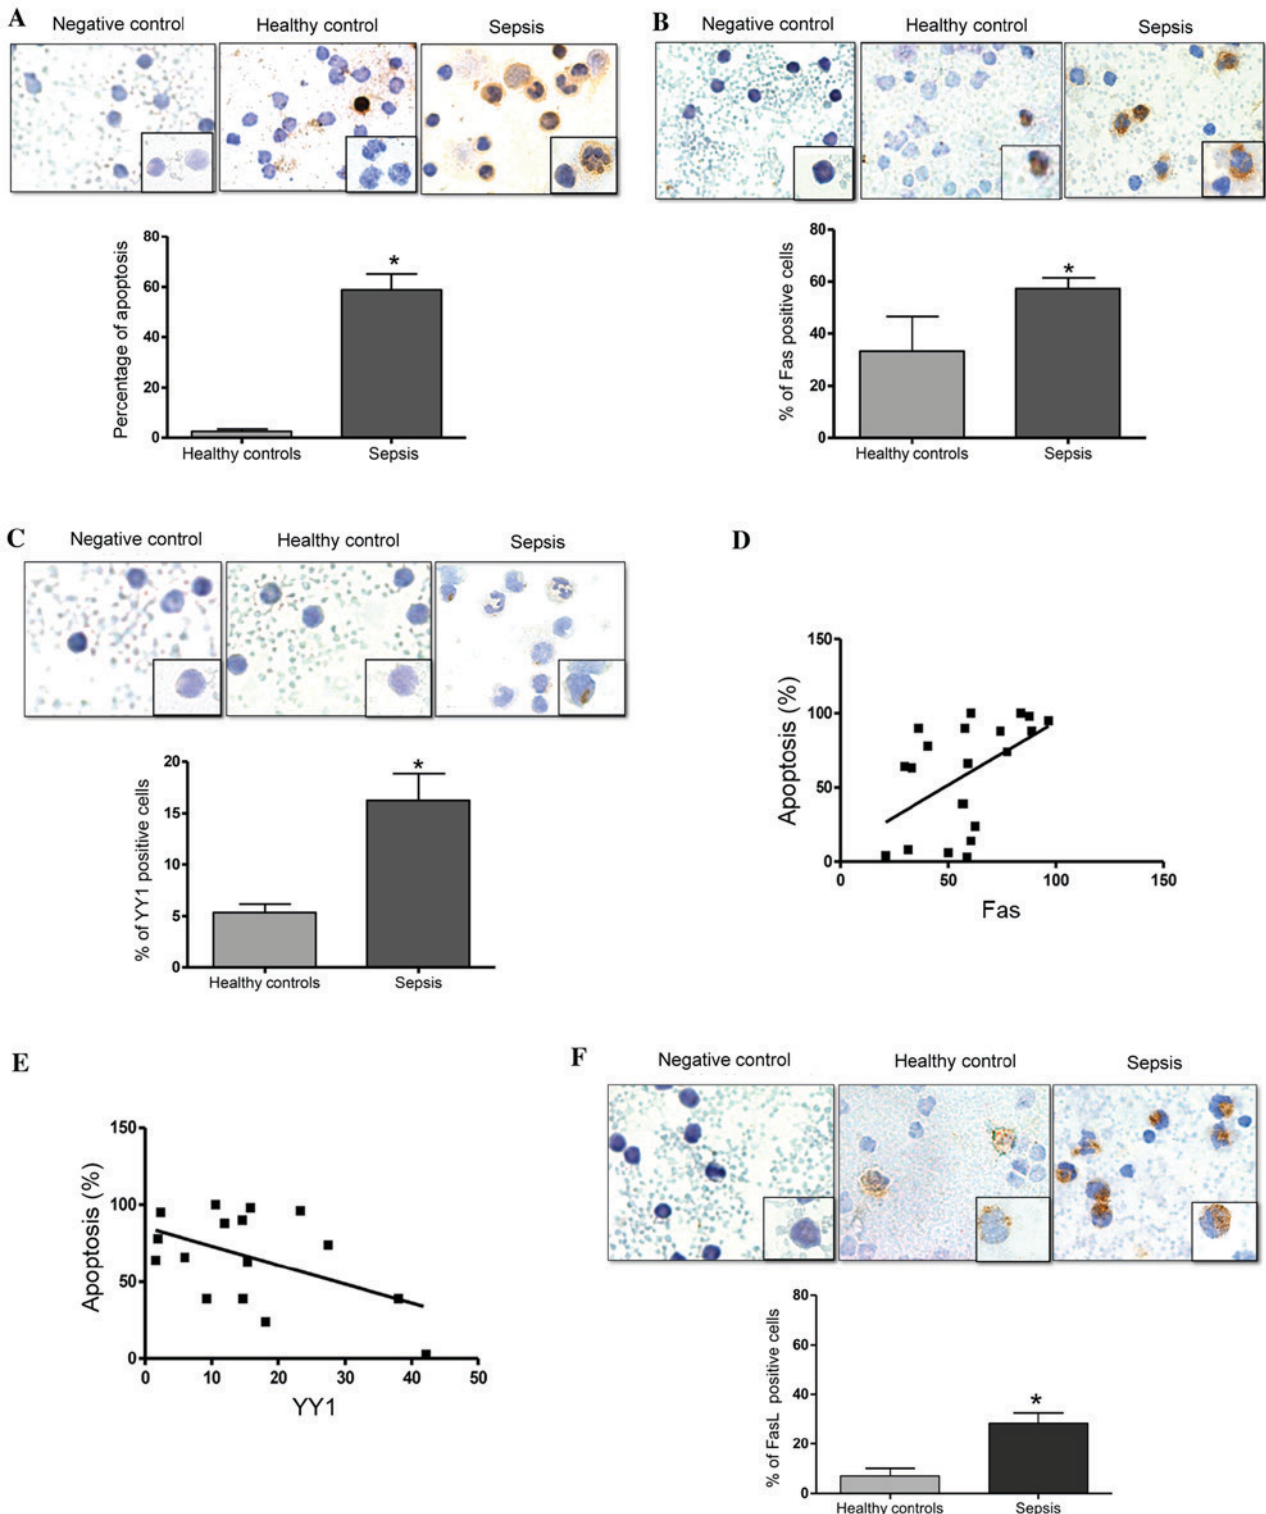 A
Negative control
Healthy control
Sepsis
Percentage of apoptosis
80
60
40
20
0
*
Healthy controls
Sepsis
B
Negative control
Healthy control
Sepsis
% of Fas positive cells
80
60
40
20
0
*
Healthy controls
Sepsis
C
Negative control
Healthy control
Sepsis
% of YY1 positive cells
20
15
10
5
0
*
Healthy controls
Sepsis
D
Apoptosis (%)
150
100
50
0
0
50
100
150
Fas
E
Apoptosis (%)
150
100
50
0
0
10
20
30
40
50
YY1
F
Negative control
Healthy control
Sepsis
% of FasL positive cells
80
60
40
20
0
*
Healthy controls
Sepsis